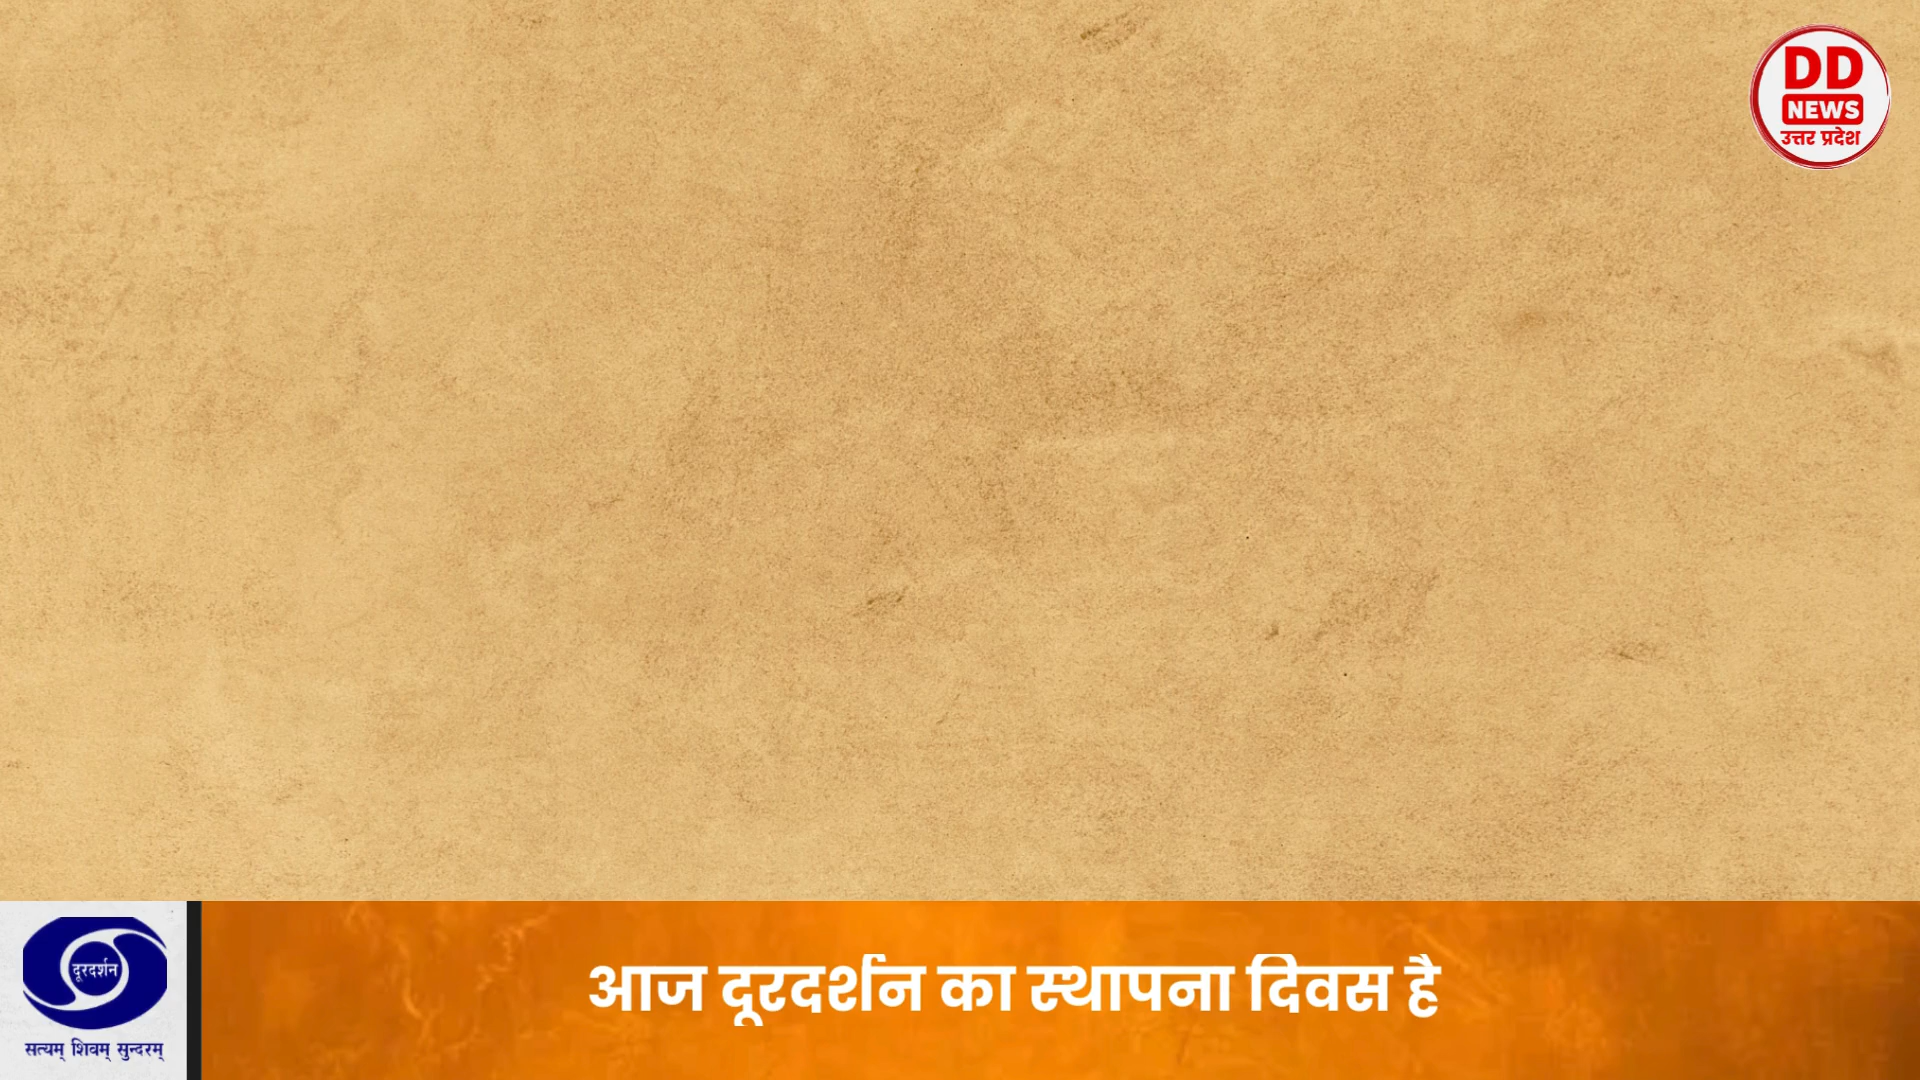 DD
NEWS
उत्तर प्रदेश
दूरदर्शन
सत्यम् शिवम् सुन्दरम्
आज दूरदर्शन का स्थापना दिवस है